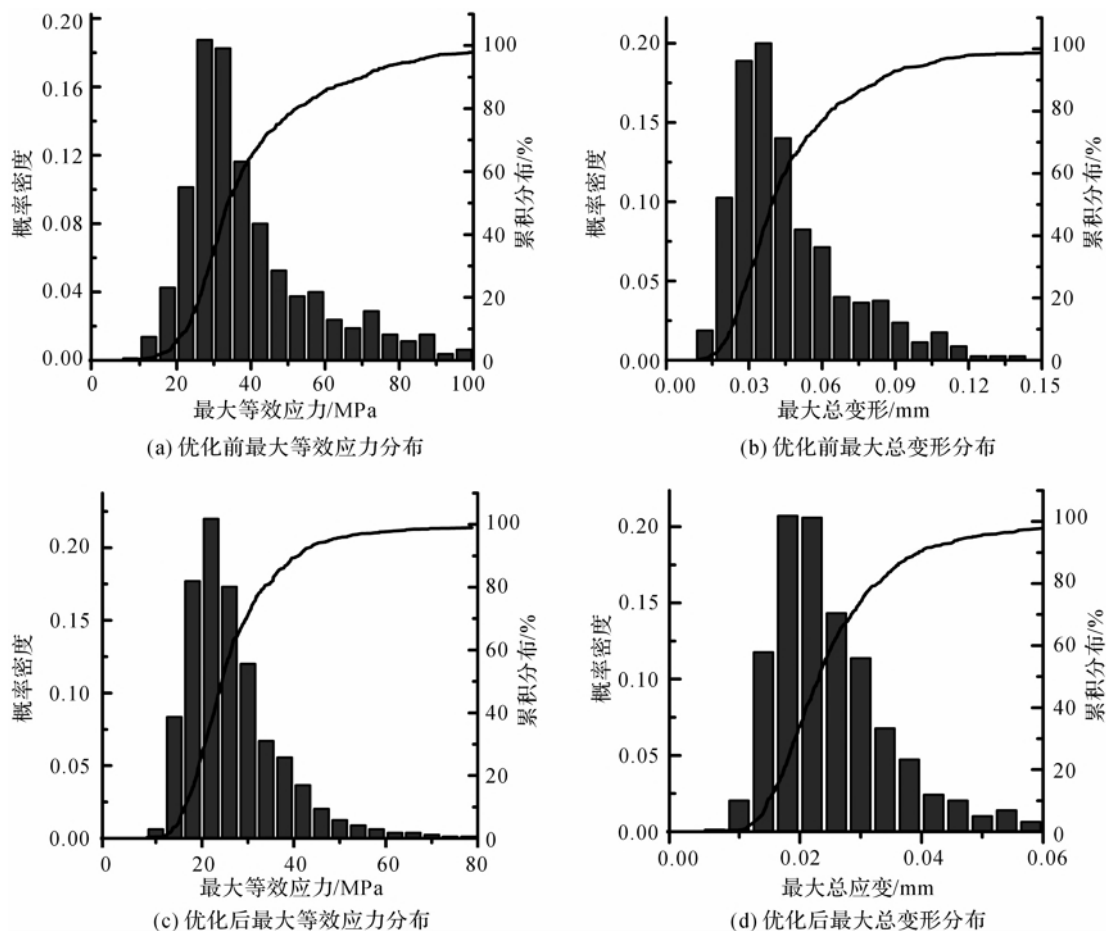 0.20
0.16
0.12
0.08
0.04
0.00
概率密度
100
80
60
40
20
0
累积分布/%
0 20 40 60 80 100
最大等效应力/MPa
(a) 优化前最大等效应力分布
0.20
0.15
0.10
0.05
0.00
概率密度
100
80
60
40
20
0
累积分布/%
0.00 0.03 0.06 0.09 0.12 0.15
最大总变形/mm
(b) 优化前最大总变形分布
0.20
0.15
0.10
0.05
0.00
概率密度
100
80
60
40
20
0
累积分布/%
0 20 40 60 80
最大等效应力/MPa
(c) 优化后最大等效应力分布
0.20
0.15
0.10
0.05
0.00
概率密度
100
80
60
40
20
0
累积分布/%
0.00 0.02 0.04 0.06
最大总应变/mm
(d) 优化后最大总变形分布